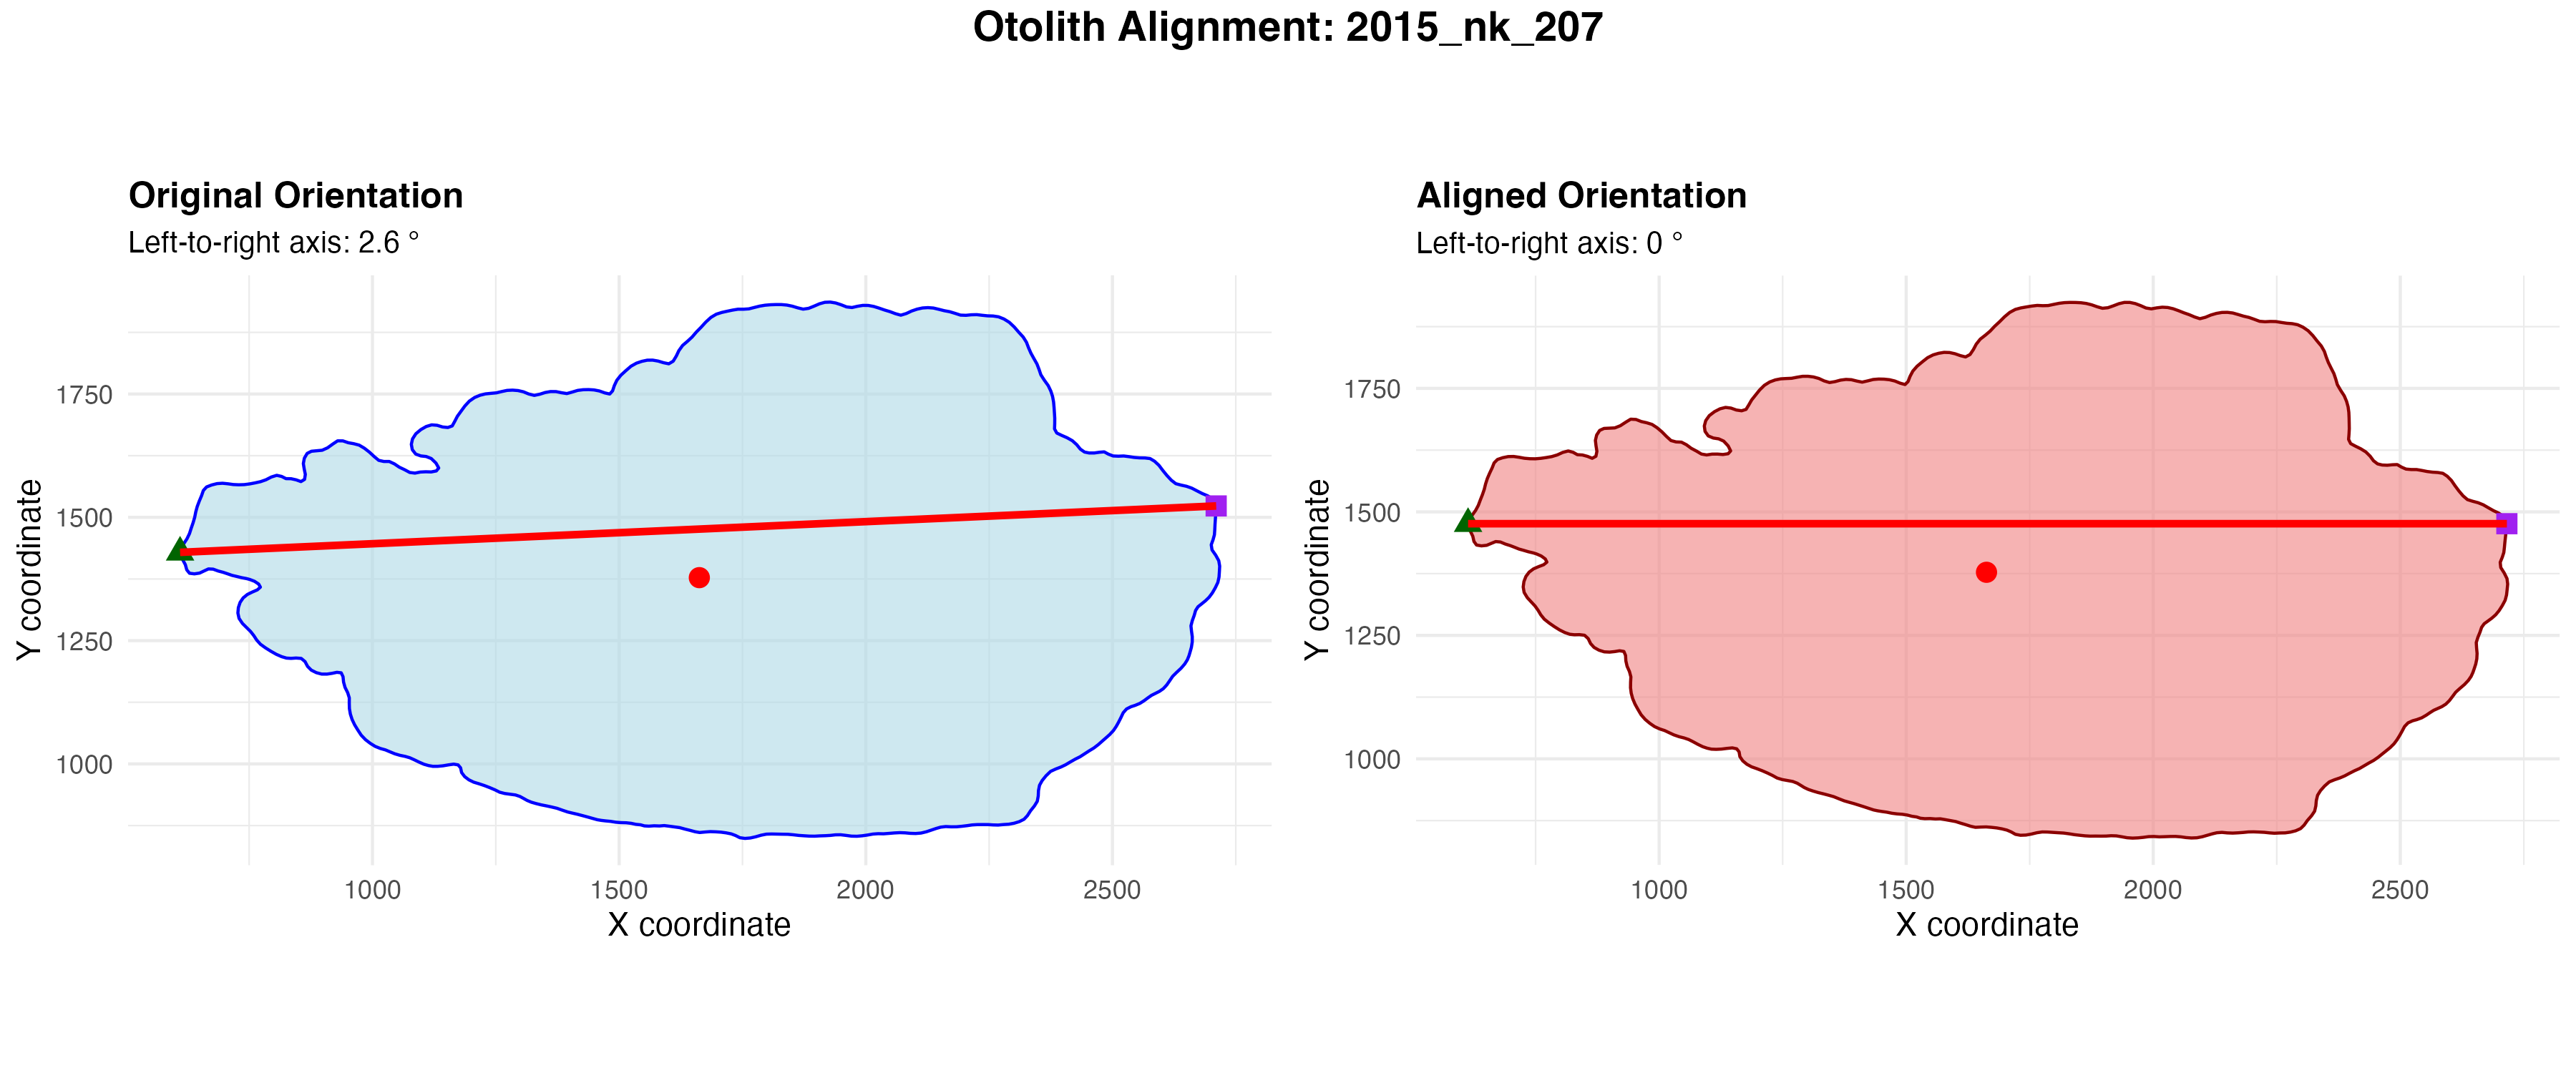 Otolith Alignment: 2015_nk_207
Original Orientation
Left-to-right axis: 2.6 °
Y coordinate
1750
1500
1250
1000
1000 1500 2000 2500
X coordinate
Aligned Orientation
Left-to-right axis: 0 °
Y coordinate
1750
1500
1250
1000
1000 1500 2000 2500
X coordinate